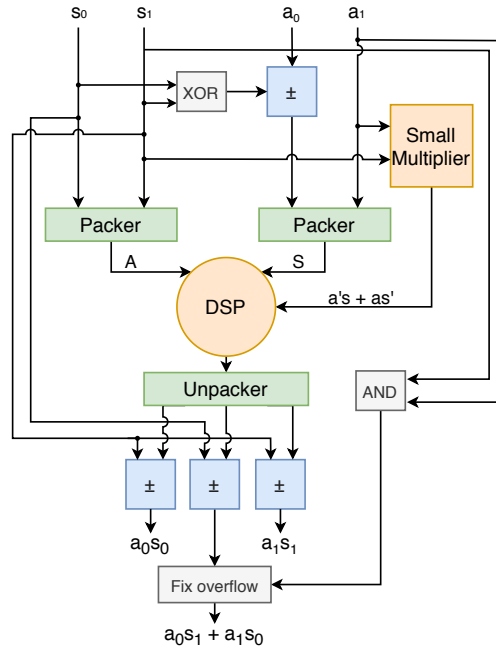 s₀ s₁ a₀ a₁
XOR
±
Small
Multiplier
Packer Packer
A S
DSP
a's + as'
Unpacker
AND
± ± ±
a₀s₀ a₁s₁
Fix overflow
a₀s₁ + a₁s₀